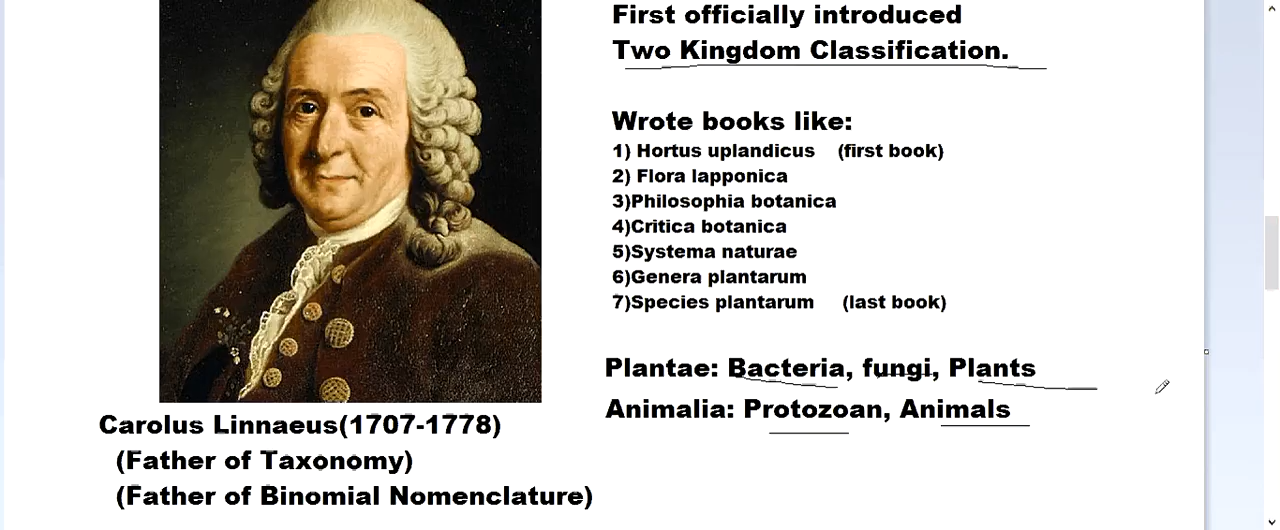 First officially introduced
Two Kingdom Classification.
Wrote books like:
1) Hortus uplandicus (first book)
2) Flora lapponica
3)Philosophia botanica
4)Critica botanica
5)Systema naturae
6)Genera plantarum
7)Species plantarum (last book)
Plantae: Bacteria, fungi, Plants
Animalia: Protozoan, Animals
Carolus Linnaeus(1707-1778)
(Father of Taxonomy)
(Father of Binomial Nomenclature)